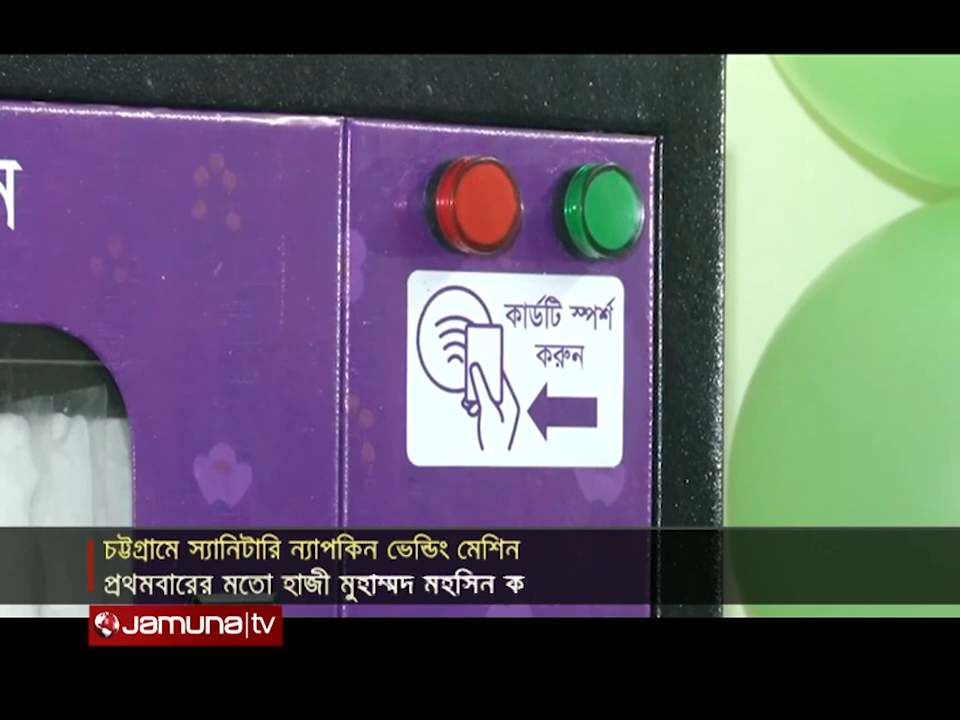 ন
কার্ডটি স্পর্শ
করুন
চট্টগ্রামে স্যানিটারি ন্যাপকিন ভেন্ডিং মেশিন
প্রথমবারের মতো হাজী মুহাম্মদ মহসিন ক
Jamuna|tv